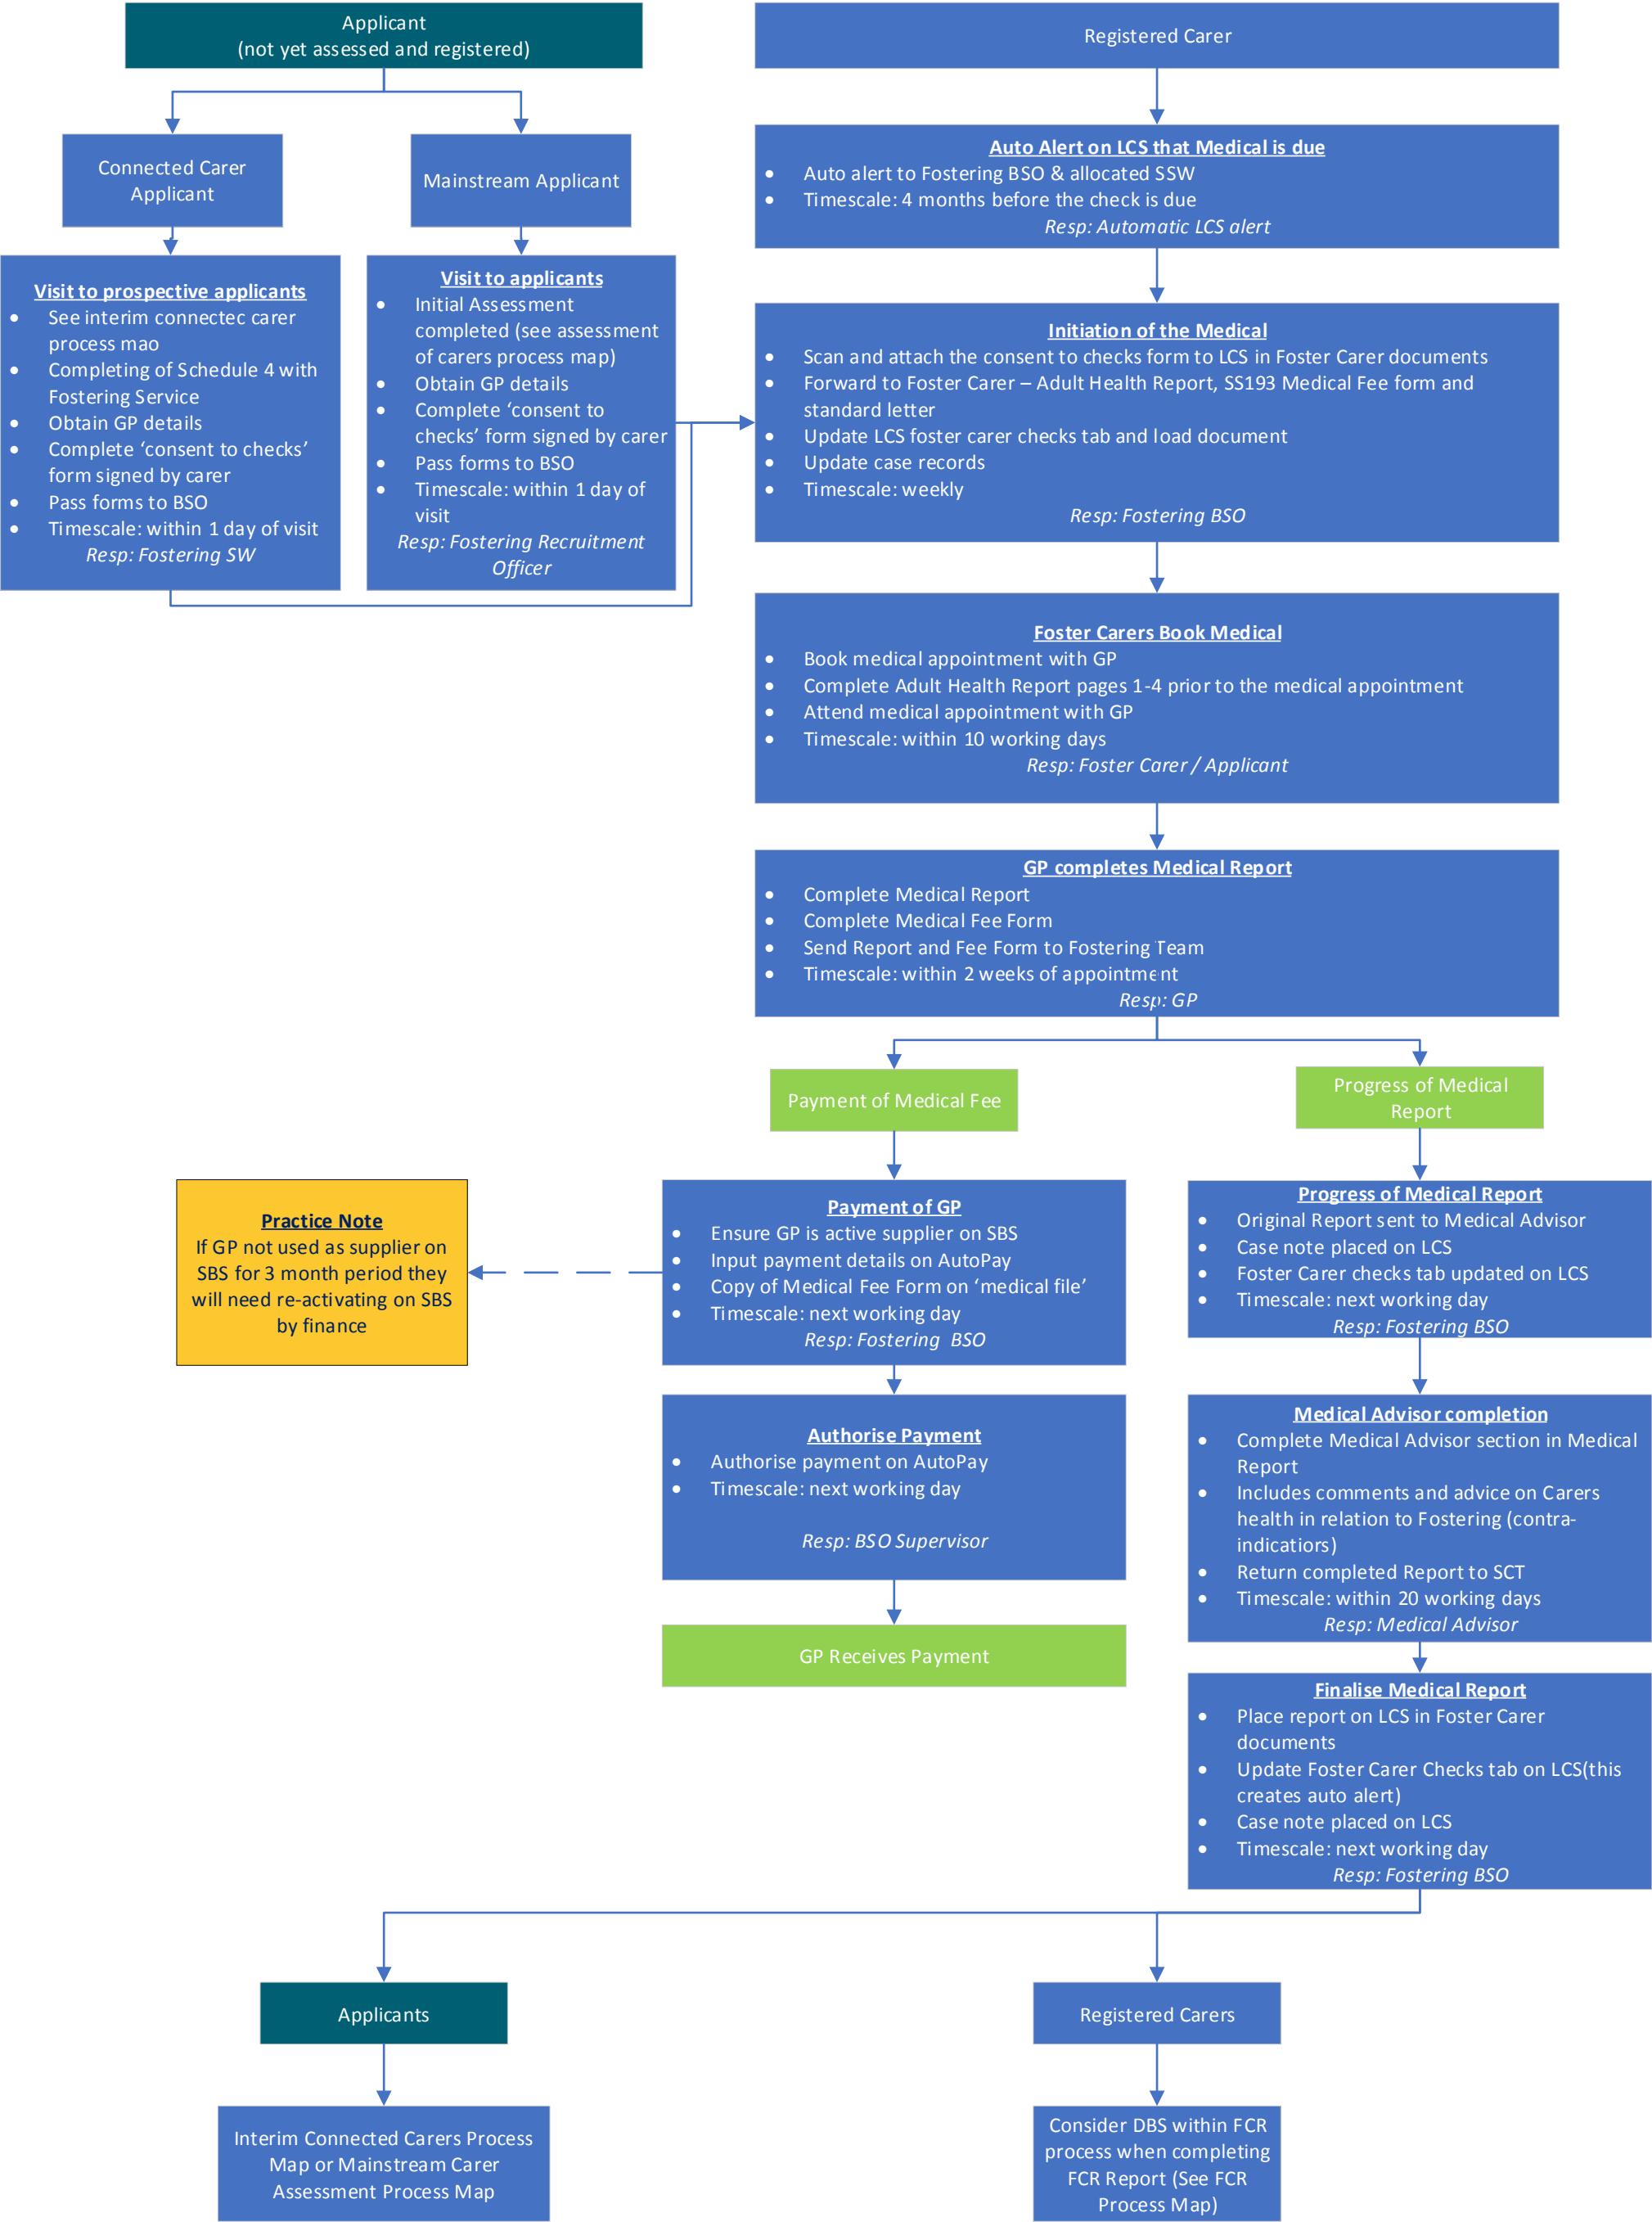 Applicant
(not yet assessed and registered)
Registered Carer
Connected Carer
Applicant
Mainstream Applicant
Auto Alert on LCS that Medical is due
• Auto alert to Fostering BSO & allocated SSW
• Timescale: 4 months before the check is due
Resp: Automatic LCS alert
Visit to prospective applicants
• See interim connectec carer
process mao
• Completing of Schedule 4 with
Fostering Service
• Obtain GP details
• Complete ‘consent to checks’
form signed by carer
• Pass forms to BSO
• Timescale: within 1 day of visit
Resp: Fostering SW
Visit to applicants
• Initial Assessment
completed (see assessment
of carers process map)
• Obtain GP details
• Complete ‘consent to
checks’ form signed by carer
• Pass forms to BSO
• Timescale: within 1 day of
visit
Resp: Fostering Recruitment
Officer
Initiation of the Medical
• Scan and attach the consent to checks form to LCS in Foster Carer documents
• Forward to Foster Carer – Adult Health Report, SS193 Medical Fee form and
standard letter
• Update LCS foster carer checks tab and load document
• Update case records
• Timescale: weekly
Resp: Fostering BSO
Foster Carers Book Medical
• Book medical appointment with GP
• Complete Adult Health Report pages 1-4 prior to the medical appointment
• Attend medical appointment with GP
• Timescale: within 10 working days
Resp: Foster Carer / Applicant
GP completes Medical Report
• Complete Medical Report
• Complete Medical Fee Form
• Send Report and Fee Form to Fostering Team
• Timescale: within 2 weeks of appointment
Resp: GP
Payment of Medical Fee
Progress of Medical
Report
Practice Note
If GP not used as supplier on
SBS for 3 month period they
will need re-activating on SBS
by finance
Payment of GP
• Ensure GP is active supplier on SBS
• Input payment details on AutoPay
• Copy of Medical Fee Form on ‘medical file’
• Timescale: next working day
Resp: Fostering BSO
Progress of Medical Report
• Original Report sent to Medical Advisor
• Case note placed on LCS
• Foster Carer checks tab updated on LCS
• Timescale: next working day
Resp: Fostering BSO
Authorise Payment
• Authorise payment on AutoPay
• Timescale: next working day
Resp: BSO Supervisor
Medical Advisor completion
• Complete Medical Advisor section in Medical
Report
• Includes comments and advice on Carers
health in relation to Fostering (contra-
indicatiors)
• Return completed Report to SCT
• Timescale: within 20 working days
Resp: Medical Advisor
GP Receives Payment
Finalise Medical Report
• Place report on LCS in Foster Carer
documents
• Update Foster Carer Checks tab on LCS(this
creates auto alert)
• Case note placed on LCS
• Timescale: next working day
Resp: Fostering BSO
Applicants
Registered Carers
Interim Connected Carers Process
Map or Mainstream Carer
Assessment Process Map
Consider DBS within FCR
process when completing
FCR Report (See FCR
Process Map)